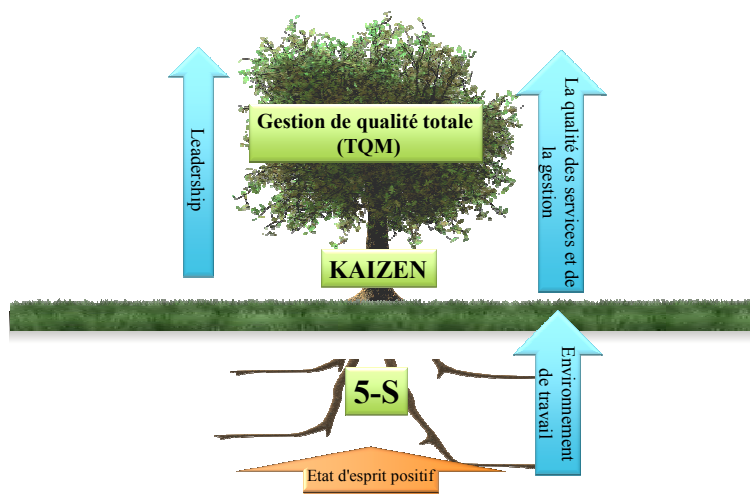 Leadership
Gestion de qualité totale
(TQM)
La qualité des services et de
la gestion
KAIZEN
5-S
Environnement
de travail
Etat d'esprit positif